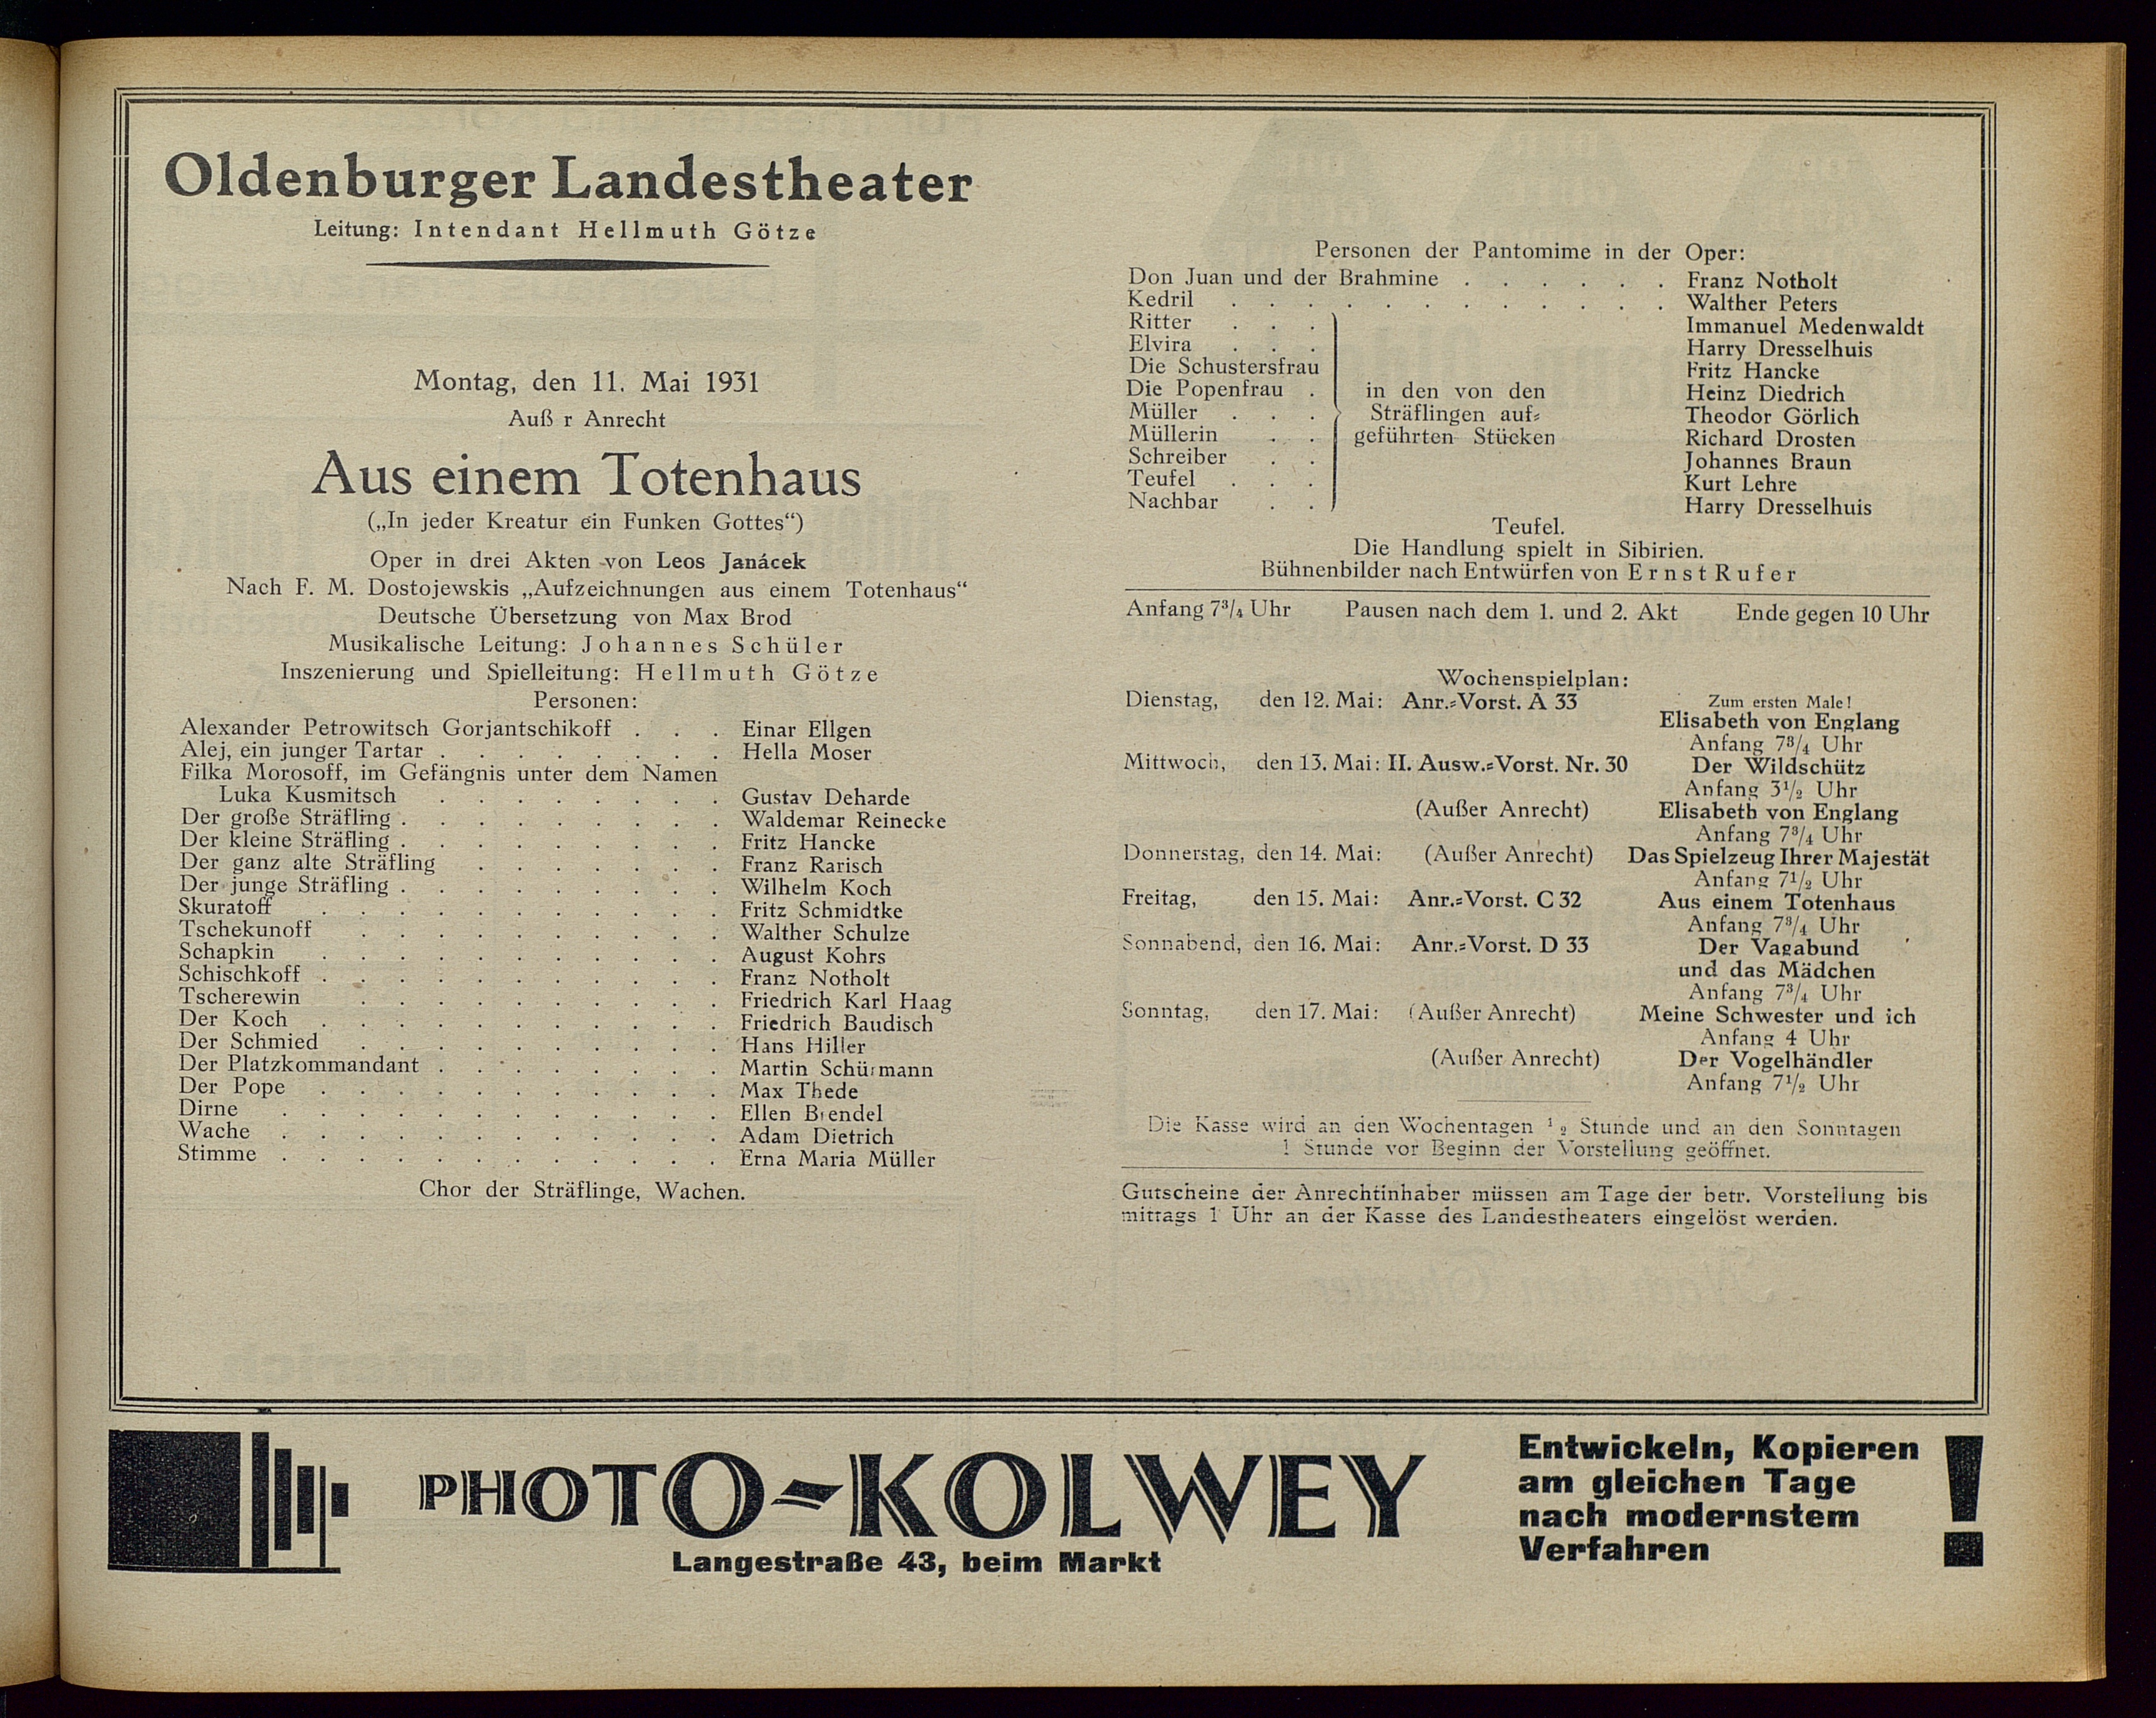 Oldenburger Landestheater
Leitung: Intendant Hellmuth Götze
Montag, den 11. Mai 1931
Auß r Anrecht
Aus einem Totenhaus
(„In jeder Kreatur ein Funken Gottes“)
Oper in drei Akten von Leos Janácek
Nach F. M. Dostojewskis „Aufzeichnungen aus einem Totenhaus“
Deutsche Übersetzung von Max Brod
Musikalische Leitung: Johannes Schüler
Inszenierung und Spielleitung: Hellmuth Götze
Personen:
Alexander Petrowitsch Gorjantschikoff . . . Einar Ellgen
Alej, ein junger Tartar . . . . . . . . Hella Moser
Filka Morosoff, im Gefängnis unter dem Namen
Luka Kusmitsch . . . . . . . . Gustav Deharde
Der große Sträfling . . . . . . . . . Waldemar Reinecke
Der kleine Sträfling . . . . . . . . . Fritz Hancke
Der ganz alte Sträfling . . . . . . . Franz Rarisch
Der junge Sträfling . . . . . . . . . Wilhelm Koch
Skuratoff . . . . . . . . . . . Fritz Schmidtke
Tschekunoff . . . . . . . . . . Walther Schulze
Schapkin . . . . . . . . . . . August Kohrs
Schischkoff . . . . . . . . . . . Franz Notholt
Tscherewin . . . . . . . . . . Friedrich Karl Haag
Der Koch . . . . . . . . . . . Friedrich Baudisch
Der Schmied . . . . . . . . . . Hans Hiller
Der Platzkommandant . . . . . . . . Martin Schürmann
Der Pope . . . . . . . . . . . Max Thede
Dirne . . . . . . . . . . . . Ellen Brendel
Wache . . . . . . . . . . . . Adam Dietrich
Stimme . . . . . . . . . . . . Erna Maria Müller
Chor der Sträflinge, Wachen.
Personen der Pantomime in der Oper:
Don Juan und der Brahmine . . . . . . Franz Notholt
Kedril . . . . . . . . . . . . Walther Peters
Ritter . . . Immanuel Medenwaldt
Elvira . . . Harry Dresselhuis
Die Schustersfrau Fritz Hancke
Die Popenfrau . in den von den Heinz Diedrich
Müller . . . Sträflingen auf= Theodor Görlich
Müllerin . . geführten Stücken Richard Drosten
Schreiber . . Johannes Braun
Teufel . . . Kurt Lehre
Nachbar . . Harry Dresselhuis
Teufel.
Die Handlung spielt in Sibirien.
Bühnenbilder nach Entwürfen von Ernst Rufer
Anfang 7³/₄ Uhr Pausen nach dem 1. und 2. Akt Ende gegen 10 Uhr
Wochenspielplan:
Dienstag, den 12. Mai: Anr.=Vorst. A 33 Zum ersten Male!
Elisabeth von Englang
Anfang 7³/₄ Uhr
Mittwoch, den 13. Mai: II. Ausw.=Vorst. Nr. 30 Der Wildschütz
Anfang 3¹/₂ Uhr
(Außer Anrecht) Elisabeth von Englang
Anfang 7³/₄ Uhr
Donnerstag, den 14. Mai: (Außer Anrecht) Das Spielzeug Ihrer Majestät
Anfang 7¹/₂ Uhr
Freitag, den 15. Mai: Anr.=Vorst. C 32 Aus einem Totenhaus
Anfang 7³/₄ Uhr
Sonnabend, den 16. Mai: Anr.=Vorst. D 33 Der Vagabund
und das Mädchen
Anfang 7³/₄ Uhr
Sonntag, den 17. Mai: (Außer Anrecht) Meine Schwester und ich
Anfang 4 Uhr
(Außer Anrecht) Der Vogelhändler
Anfang 7¹/₂ Uhr
Die Kasse wird an den Wochentagen ¹ ₂ Stunde und an den Sonntagen
1 Stunde vor Beginn der Vorstellung geöffnet.
Gutscheine der Anrechtinhaber müssen am Tage der betr. Vorstellung bis
mittags 1 Uhr an der Kasse des Landestheaters eingelöst werden.
PHOTO-KOLWEY
Langestraße 43, beim Markt
Entwickeln, Kopieren
am gleichen Tage
nach modernstem
Verfahren !